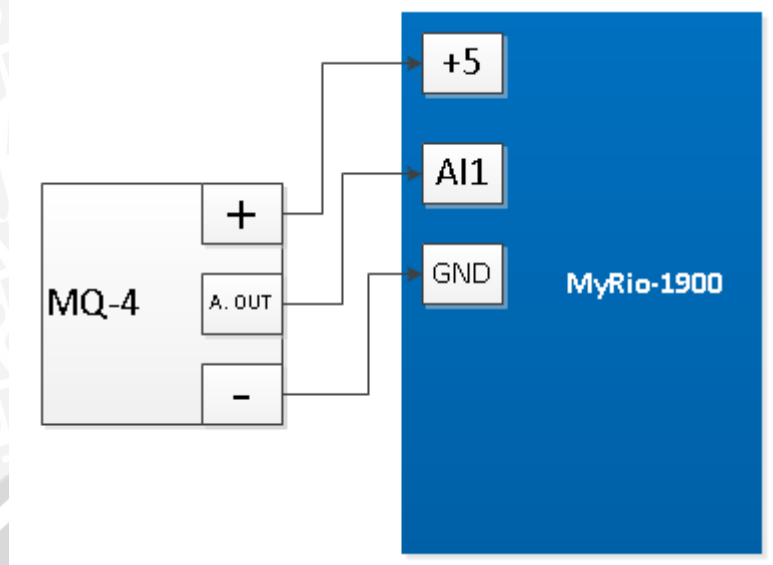 +5
AI1
GND
MyRio-1900
MQ-4
+
A. OUT
-